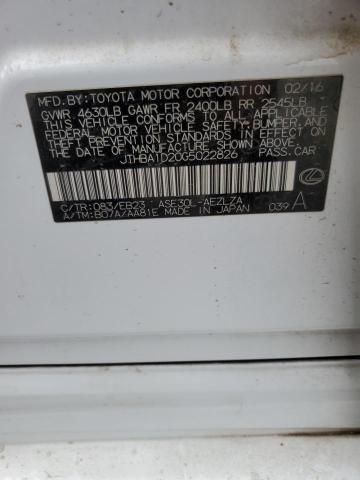 MFD.BY:TOYOTA MOTOR CORPORATION 02/16
GVWR 4630LB GAWR FR 2400LB RR 2545LB
THIS VEHICLE CONFORMS TO ALL APPLICABLE
FEDERAL MOTOR VEHICLE SAFETY, BUMPER, AND
THEFT PREVENTION STANDARDS IN EFFECT ON
THE DATE OF MANUFACTURE SHOWN ABOVE.
JTHBA1D20G5022826 PASS.CAR
C/TR:083/EB23 ASE30L-AEZLZA
A/TM:B07A/AA81E MADE IN JAPAN 039 A